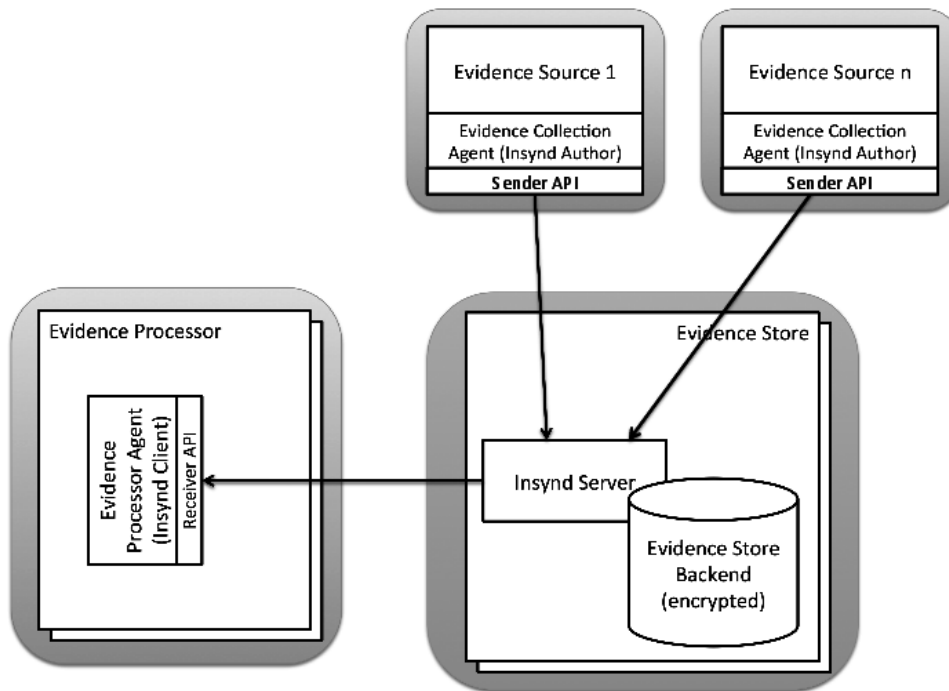 Evidence Source 1
Evidence Collection
Agent (Insynd Author)
Sender API
Evidence Source n
Evidence Collection
Agent (Insynd Author)
Sender API
Evidence Processor
Evidence
Processor Agent
(Insynd Client)
Receiver API
Evidence Store
Insynd Server
Evidence Store
Backend
(encrypted)